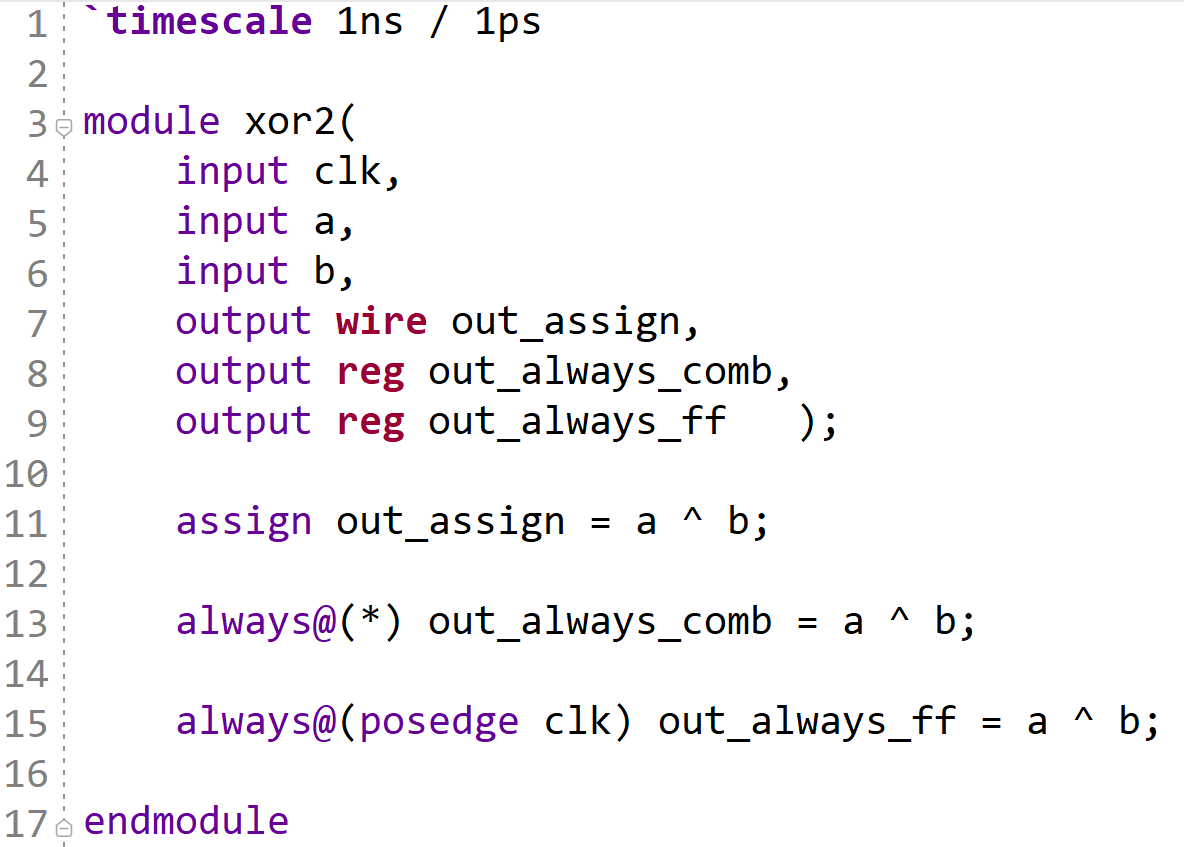 1 `timescale 1ns / 1ps
2
3 module xor2(
4     input clk,
5     input a,
6     input b,
7     output wire out_assign,
8     output reg out_always_comb,
9     output reg out_always_ff   );
10
11     assign out_assign = a ^ b;
12
13     always@(*) out_always_comb = a ^ b;
14
15     always@(posedge clk) out_always_ff = a ^ b;
16
17 endmodule